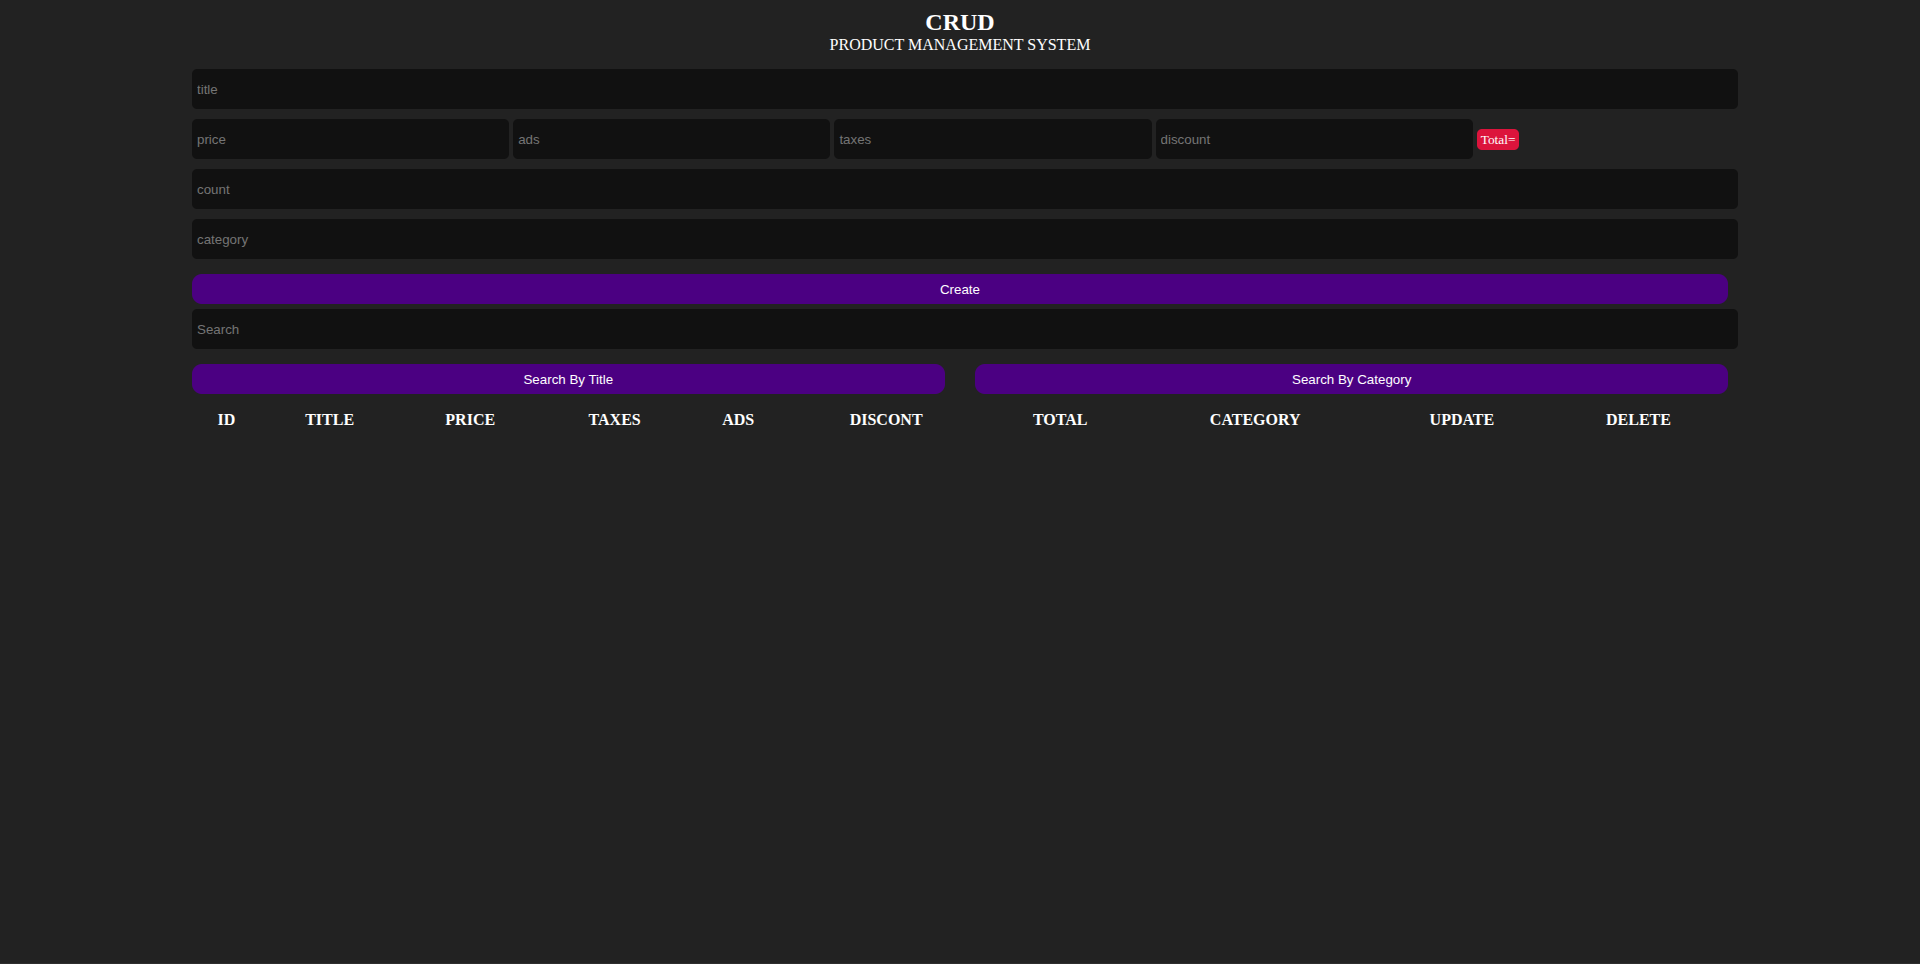 CRUD
PRODUCT MANAGEMENT SYSTEM
title
price ads taxes discount Total=
count
category
Create
Search
Search By Title Search By Category
ID TITLE PRICE TAXES ADS DISCONT TOTAL CATEGORY UPDATE DELETE